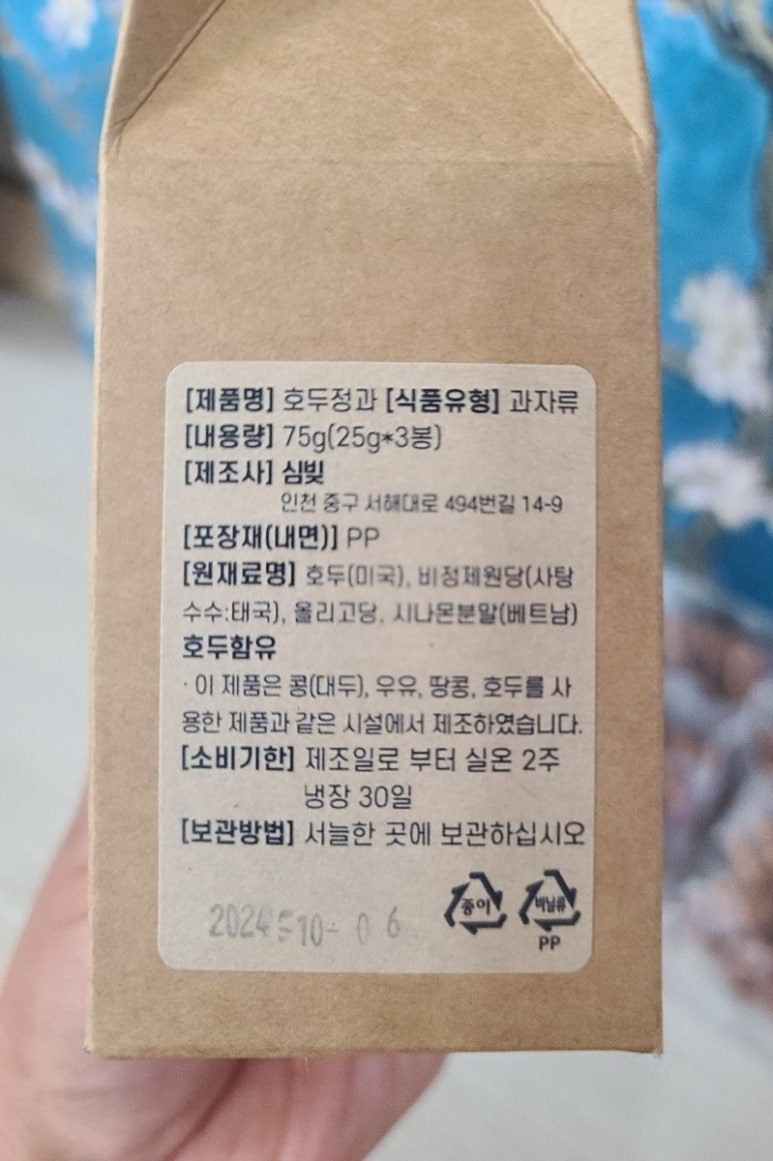 [제품명] 호두정과 [식품유형] 과자류
[내용량] 75g(25g*3봉)
[제조사] 심빚
인천 중구 서해대로 494번길 14-9
[포장재(내면)] PP
[원재료명] 호두(미국), 비정제원당(사탕
수수:태국), 올리고당, 시나몬분말(베트남)
호두함유
· 이 제품은 콩(대두), 우유, 땅콩, 호두를 사
용한 제품과 같은 시설에서 제조하였습니다.
[소비기한] 제조일로 부터 실온 2주
냉장 30일
[보관방법] 서늘한 곳에 보관하십시오
종이 비닐류
PP
2024 10 06